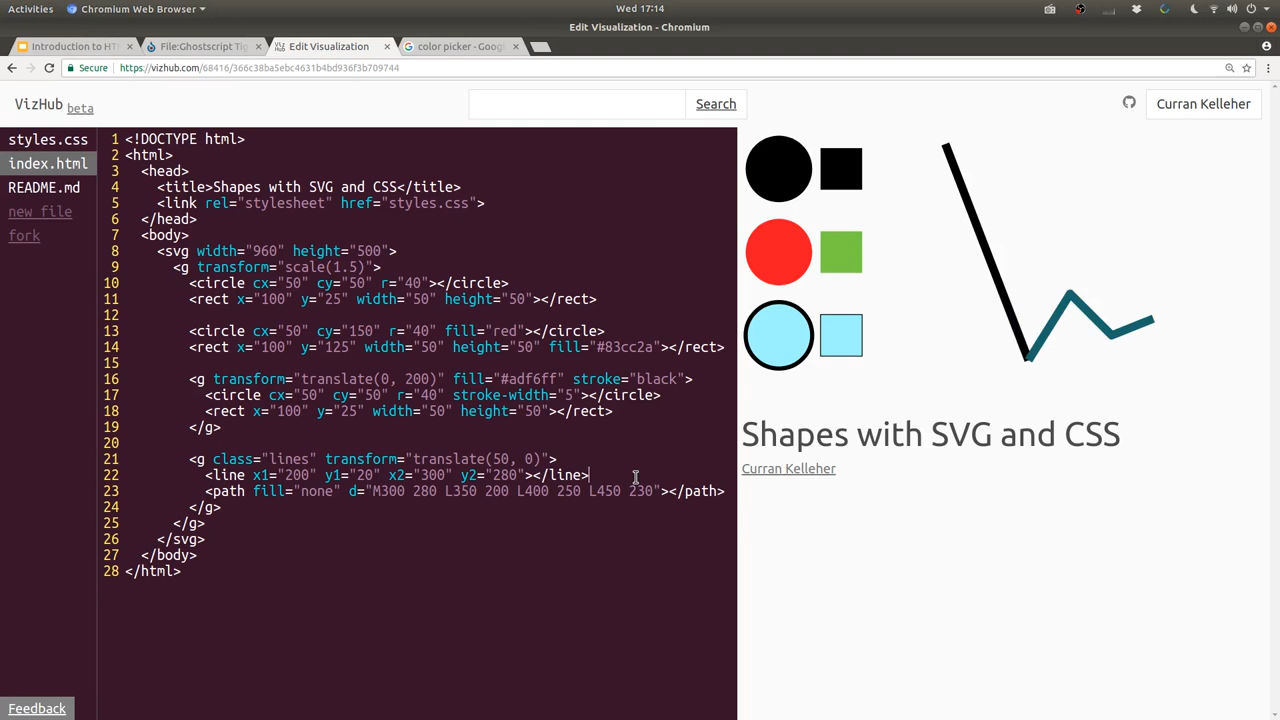 Activities Chromium Web Browser Wed 17:14
Edit Visualization - Chromium
Introduction to HT File:Ghostscript Tig Edit Visualization color picker - Goog
Secure https://vizhub.com/68416/366c38ba5ebc4631b4bd936f3b709744
VizHub beta Search Curran Kelleher
styles.css
index.html
README.md
new file
fork
1 <!DOCTYPE html>
2 <html>
3 <head>
4 <title>Shapes with SVG and CSS</title>
5 <link rel="stylesheet" href="styles.css">
6 </head>
7 <body>
8 <svg width="960" height="500">
9 <g transform="scale(1.5)">
10 <circle cx="50" cy="50" r="40"></circle>
11 <rect x="100" y="25" width="50" height="50"></rect>
12
13 <circle cx="50" cy="150" r="40" fill="red"></circle>
14 <rect x="100" y="125" width="50" height="50" fill="#83cc2a"></rect>
15
16 <g transform="translate(0, 200)" fill="#adf6ff" stroke="black">
17 <circle cx="50" cy="50" r="40" stroke-width="5"></circle>
18 <rect x="100" y="25" width="50" height="50"></rect>
19 </g>
20
21 <g class="lines" transform="translate(50, 0)">
22 <line x1="200" y1="20" x2="300" y2="280"></line>
23 <path fill="none" d="M300 280 L350 200 L400 250 L450 230"></path>
24 </g>
25 </g>
26 </svg>
27 </body>
28 </html>
Shapes with SVG and CSS
Curran Kelleher
Feedback